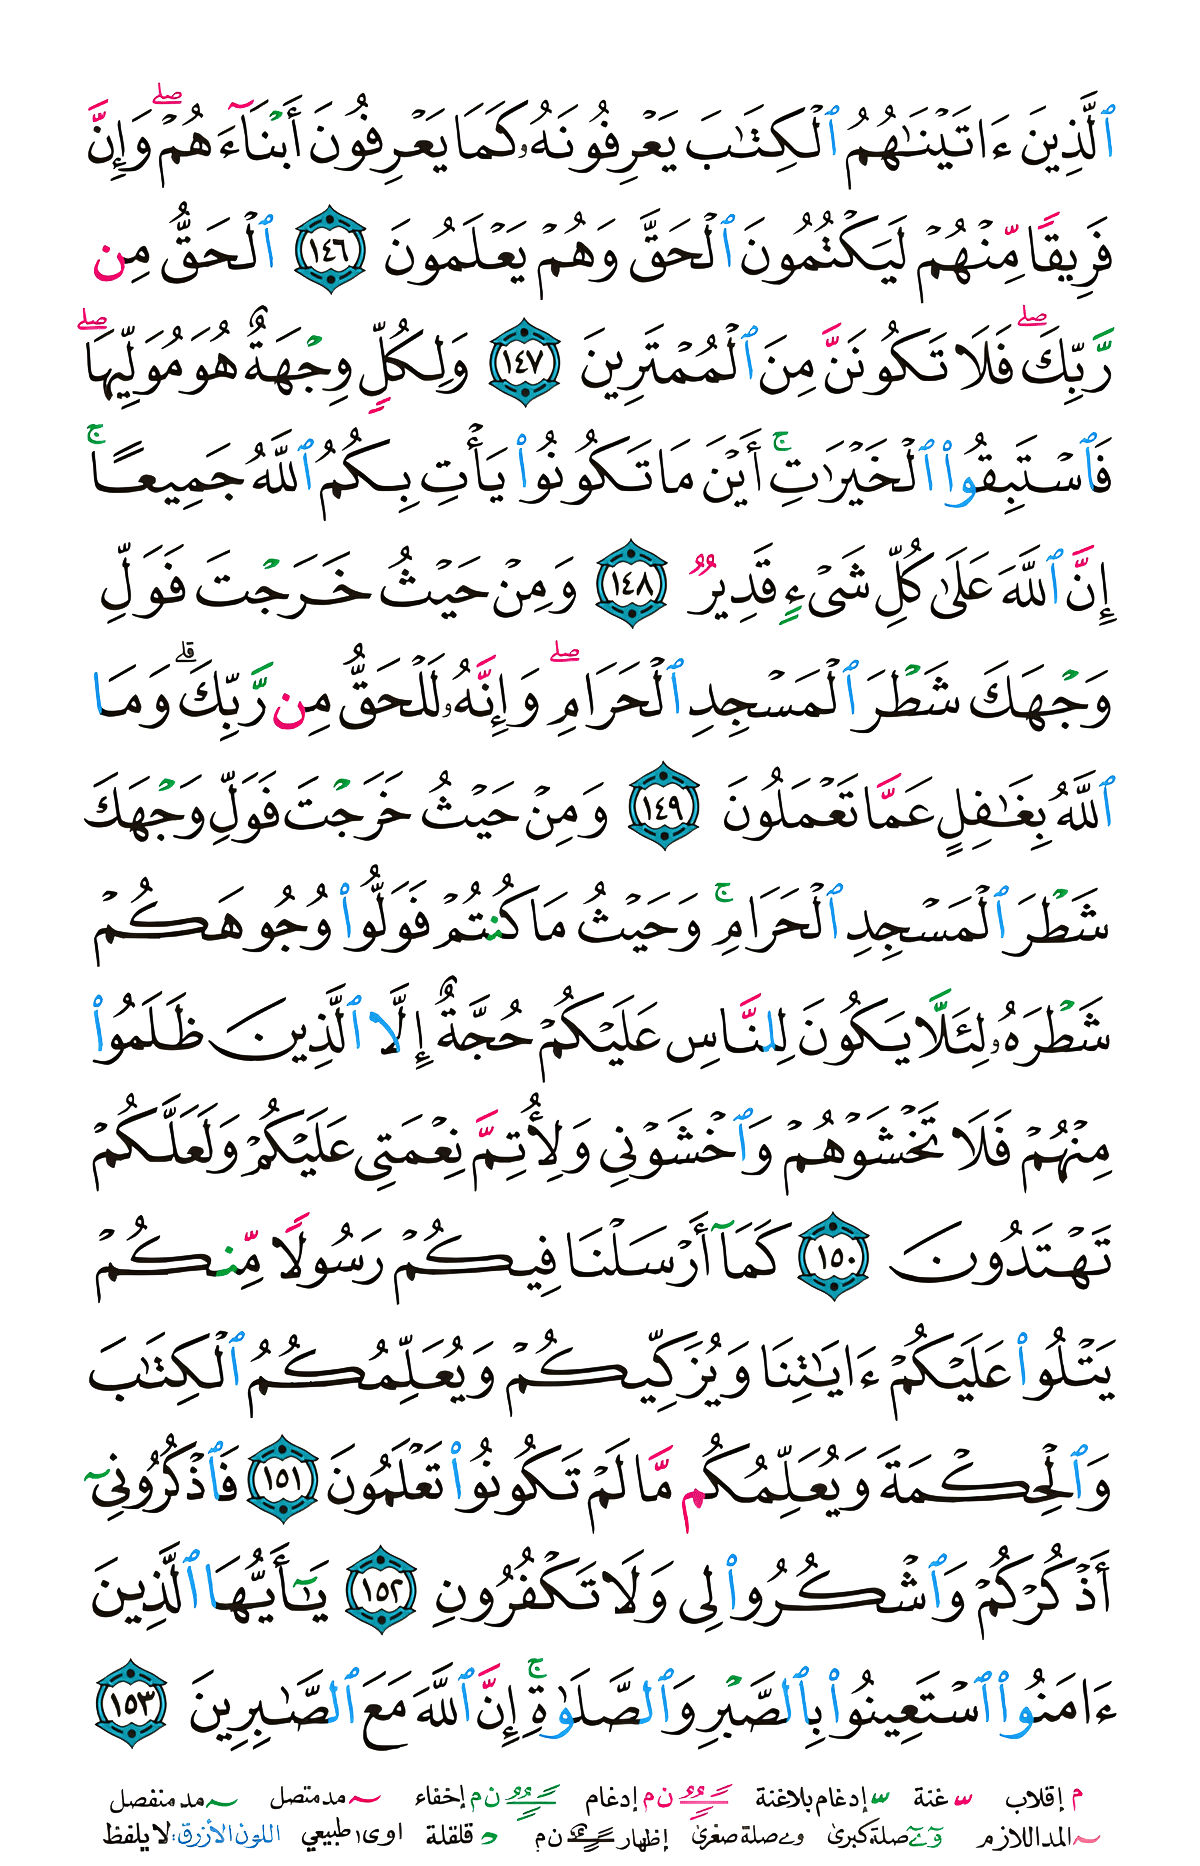 ٱلَّذِينَ ءَاتَيْنَـٰهُمُ ٱلْكِتَـٰبَ يَعْرِفُونَهُۥ كَمَا يَعْرِفُونَ أَبْنَآءَهُمْ ۖ وَإِنَّ
فَرِيقًا مِّنْهُمْ لَيَكْتُمُونَ ٱلْحَقَّ وَهُمْ يَعْلَمُونَ ١٤٦ ٱلْحَقُّ مِن
رَّبِّكَ ۖ فَلَا تَكُونَنَّ مِنَ ٱلْمُمْتَرِينَ ١٤٧ وَلِكُلٍّ وِجْهَةٌ هُوَ مُوَلِّيهَا ۖ
فَٱسْتَبِقُوا۟ ٱلْخَيْرَٰتِ ۚ أَيْنَ مَا تَكُونُوا۟ يَأْتِ بِكُمُ ٱللَّهُ جَمِيعًا ۚ
إِنَّ ٱللَّهَ عَلَىٰ كُلِّ شَىْءٍ قَدِيرٌ ١٤٨ وَمِنْ حَيْثُ خَرَجْتَ فَوَلِّ
وَجْهَكَ شَطْرَ ٱلْمَسْجِدِ ٱلْحَرَامِ ۖ وَإِنَّهُۥ لَلْحَقُّ مِن رَّبِّكَ ۗ وَمَا
ٱللَّهُ بِغَـٰفِلٍ عَمَّا تَعْمَلُونَ ١٤٩ وَمِنْ حَيْثُ خَرَجْتَ فَوَلِّ وَجْهَكَ
شَطْرَ ٱلْمَسْجِدِ ٱلْحَرَامِ ۚ وَحَيْثُ مَا كُنتُمْ فَوَلُّوا۟ وُجُوهَكُمْ
شَطْرَهُۥ لِئَلَّا يَكُونَ لِلنَّاسِ عَلَيْكُمْ حُجَّةٌ إِلَّا ٱلَّذِينَ ظَلَمُوا۟
مِنْهُمْ فَلَا تَخْشَوْهُمْ وَٱخْشَوْنِى وَلِأُتِمَّ نِعْمَتِى عَلَيْكُمْ وَلَعَلَّكُمْ
تَهْتَدُونَ ١٥٠ كَمَآ أَرْسَلْنَا فِيكُمْ رَسُولًا مِّنكُمْ
يَتْلُوا۟ عَلَيْكُمْ ءَايَـٰتِنَا وَيُزَكِّيكُمْ وَيُعَلِّمُكُمُ ٱلْكِتَـٰبَ
وَٱلْحِكْمَةَ وَيُعَلِّمُكُم مَّا لَمْ تَكُونُوا۟ تَعْلَمُونَ ١٥١ فَٱذْكُرُونِىٓ
أَذْكُرْكُمْ وَٱشْكُرُوا۟ لِى وَلَا تَكْفُرُونِ ١٥٢ يَـٰٓأَيُّهَا ٱلَّذِينَ
ءَامَنُوا۟ ٱسْتَعِينُوا۟ بِٱلصَّبْرِ وَٱلصَّلَوٰةِ ۚ إِنَّ ٱللَّهَ مَعَ ٱلصَّـٰبِرِينَ ١٥٣
م إقلاب ّ غنة ّ إدغام بلاغنة ن م إدغام ن م إخفاء ~ مد متصل ~ مد منفصل
~ المد اللازم وٓ ےٓ صلة كبرىٰ و ے صلة صغرىٰ إظهار ن م قلقلة اوى ا طبيعي اللون الأزرق: لا يلفظ